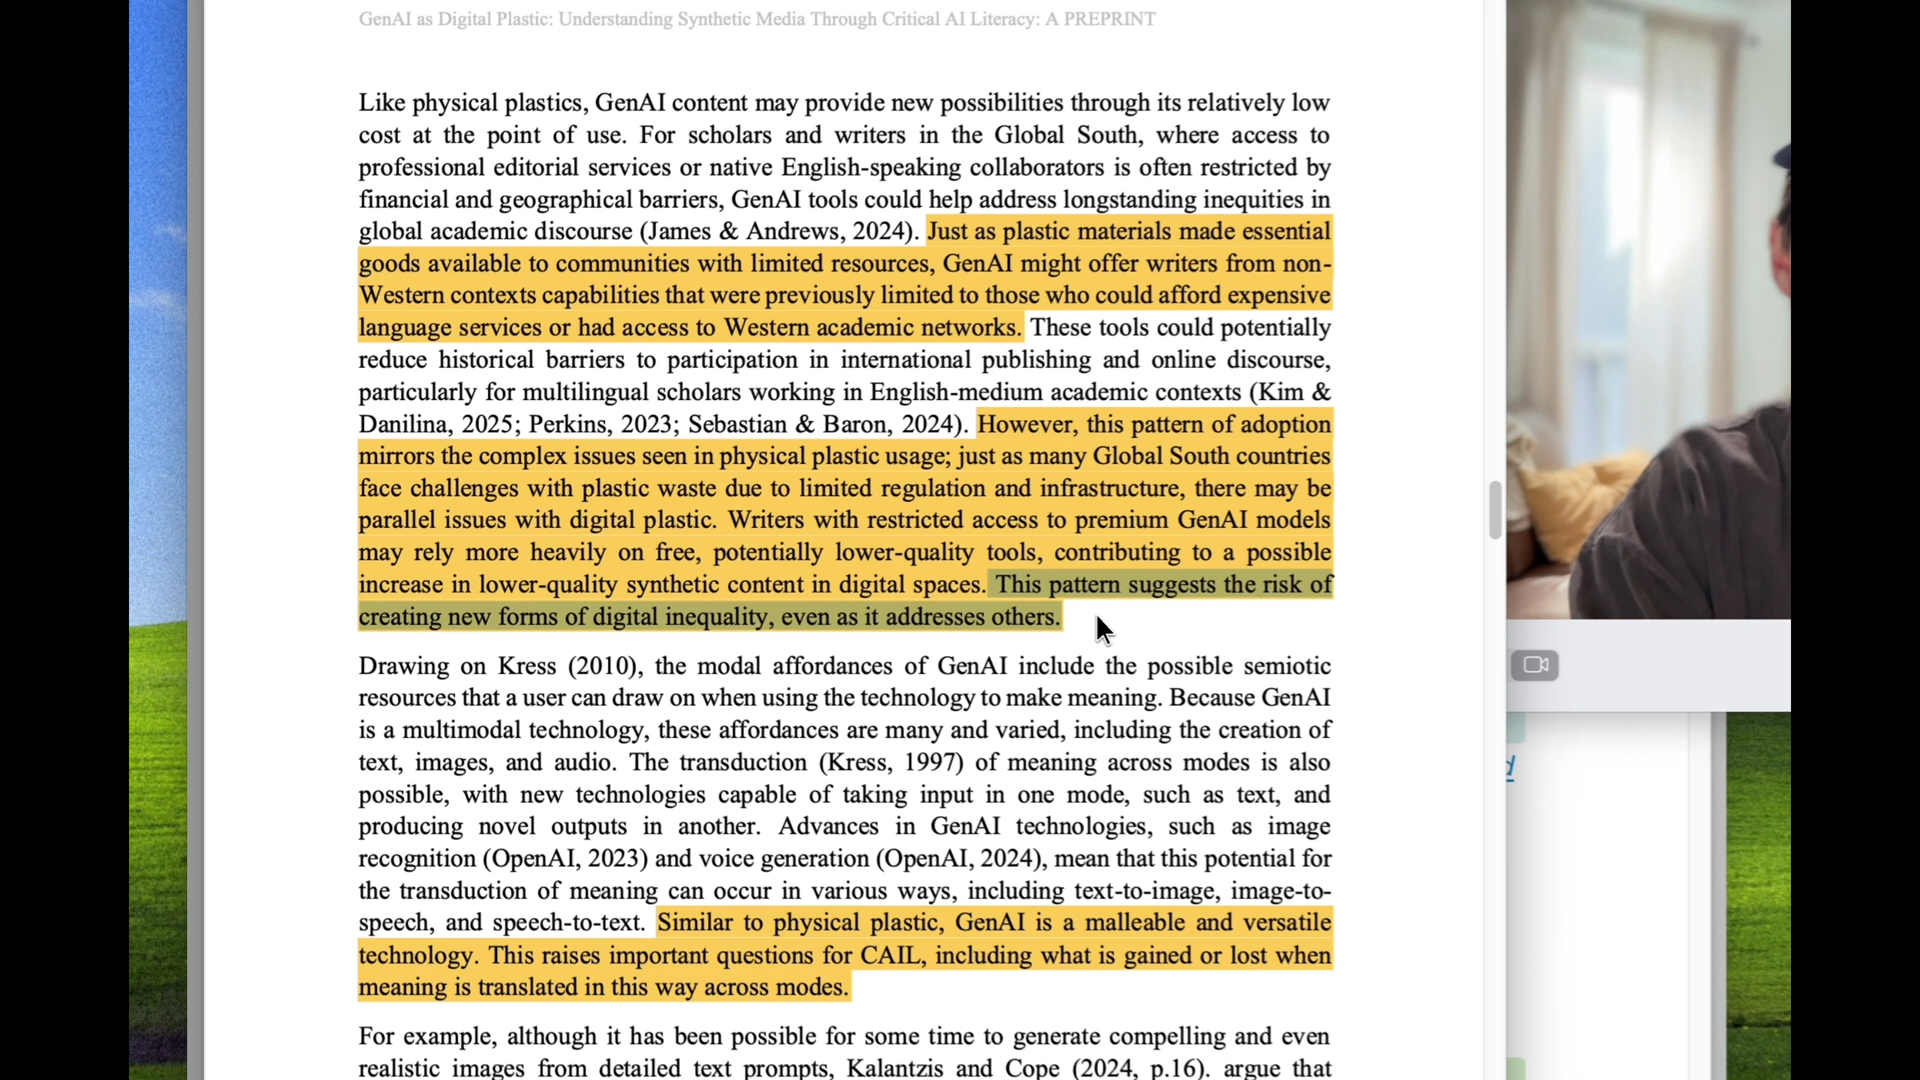 GenAI as Digital Plastic: Understanding Synthetic Media Through Critical AI Literacy: A PREPRINT
Like physical plastics, GenAI content may provide new possibilities through its relatively low
cost at the point of use. For scholars and writers in the Global South, where access to
professional editorial services or native English-speaking collaborators is often restricted by
financial and geographical barriers, GenAI tools could help address longstanding inequities in
global academic discourse (James & Andrews, 2024). Just as plastic materials made essential
goods available to communities with limited resources, GenAI might offer writers from non-
Western contexts capabilities that were previously limited to those who could afford expensive
language services or had access to Western academic networks. These tools could potentially
reduce historical barriers to participation in international publishing and online discourse,
particularly for multilingual scholars working in English-medium academic contexts (Kim &
Danilina, 2025; Perkins, 2023; Sebastian & Baron, 2024). However, this pattern of adoption
mirrors the complex issues seen in physical plastic usage; just as many Global South countries
face challenges with plastic waste due to limited regulation and infrastructure, there may be
parallel issues with digital plastic. Writers with restricted access to premium GenAI models
may rely more heavily on free, potentially lower-quality tools, contributing to a possible
increase in lower-quality synthetic content in digital spaces. This pattern suggests the risk of
creating new forms of digital inequality, even as it addresses others.
Drawing on Kress (2010), the modal affordances of GenAI include the possible semiotic
resources that a user can draw on when using the technology to make meaning. Because GenAI
is a multimodal technology, these affordances are many and varied, including the creation of
text, images, and audio. The transduction (Kress, 1997) of meaning across modes is also
possible, with new technologies capable of taking input in one mode, such as text, and
producing novel outputs in another. Advances in GenAI technologies, such as image
recognition (OpenAI, 2023) and voice generation (OpenAI, 2024), mean that this potential for
the transduction of meaning can occur in various ways, including text-to-image, image-to-
speech, and speech-to-text. Similar to physical plastic, GenAI is a malleable and versatile
technology. This raises important questions for CAIL, including what is gained or lost when
meaning is translated in this way across modes.
For example, although it has been possible for some time to generate compelling and even
realistic images from detailed text prompts, Kalantzis and Cope (2024, p.16). argue that